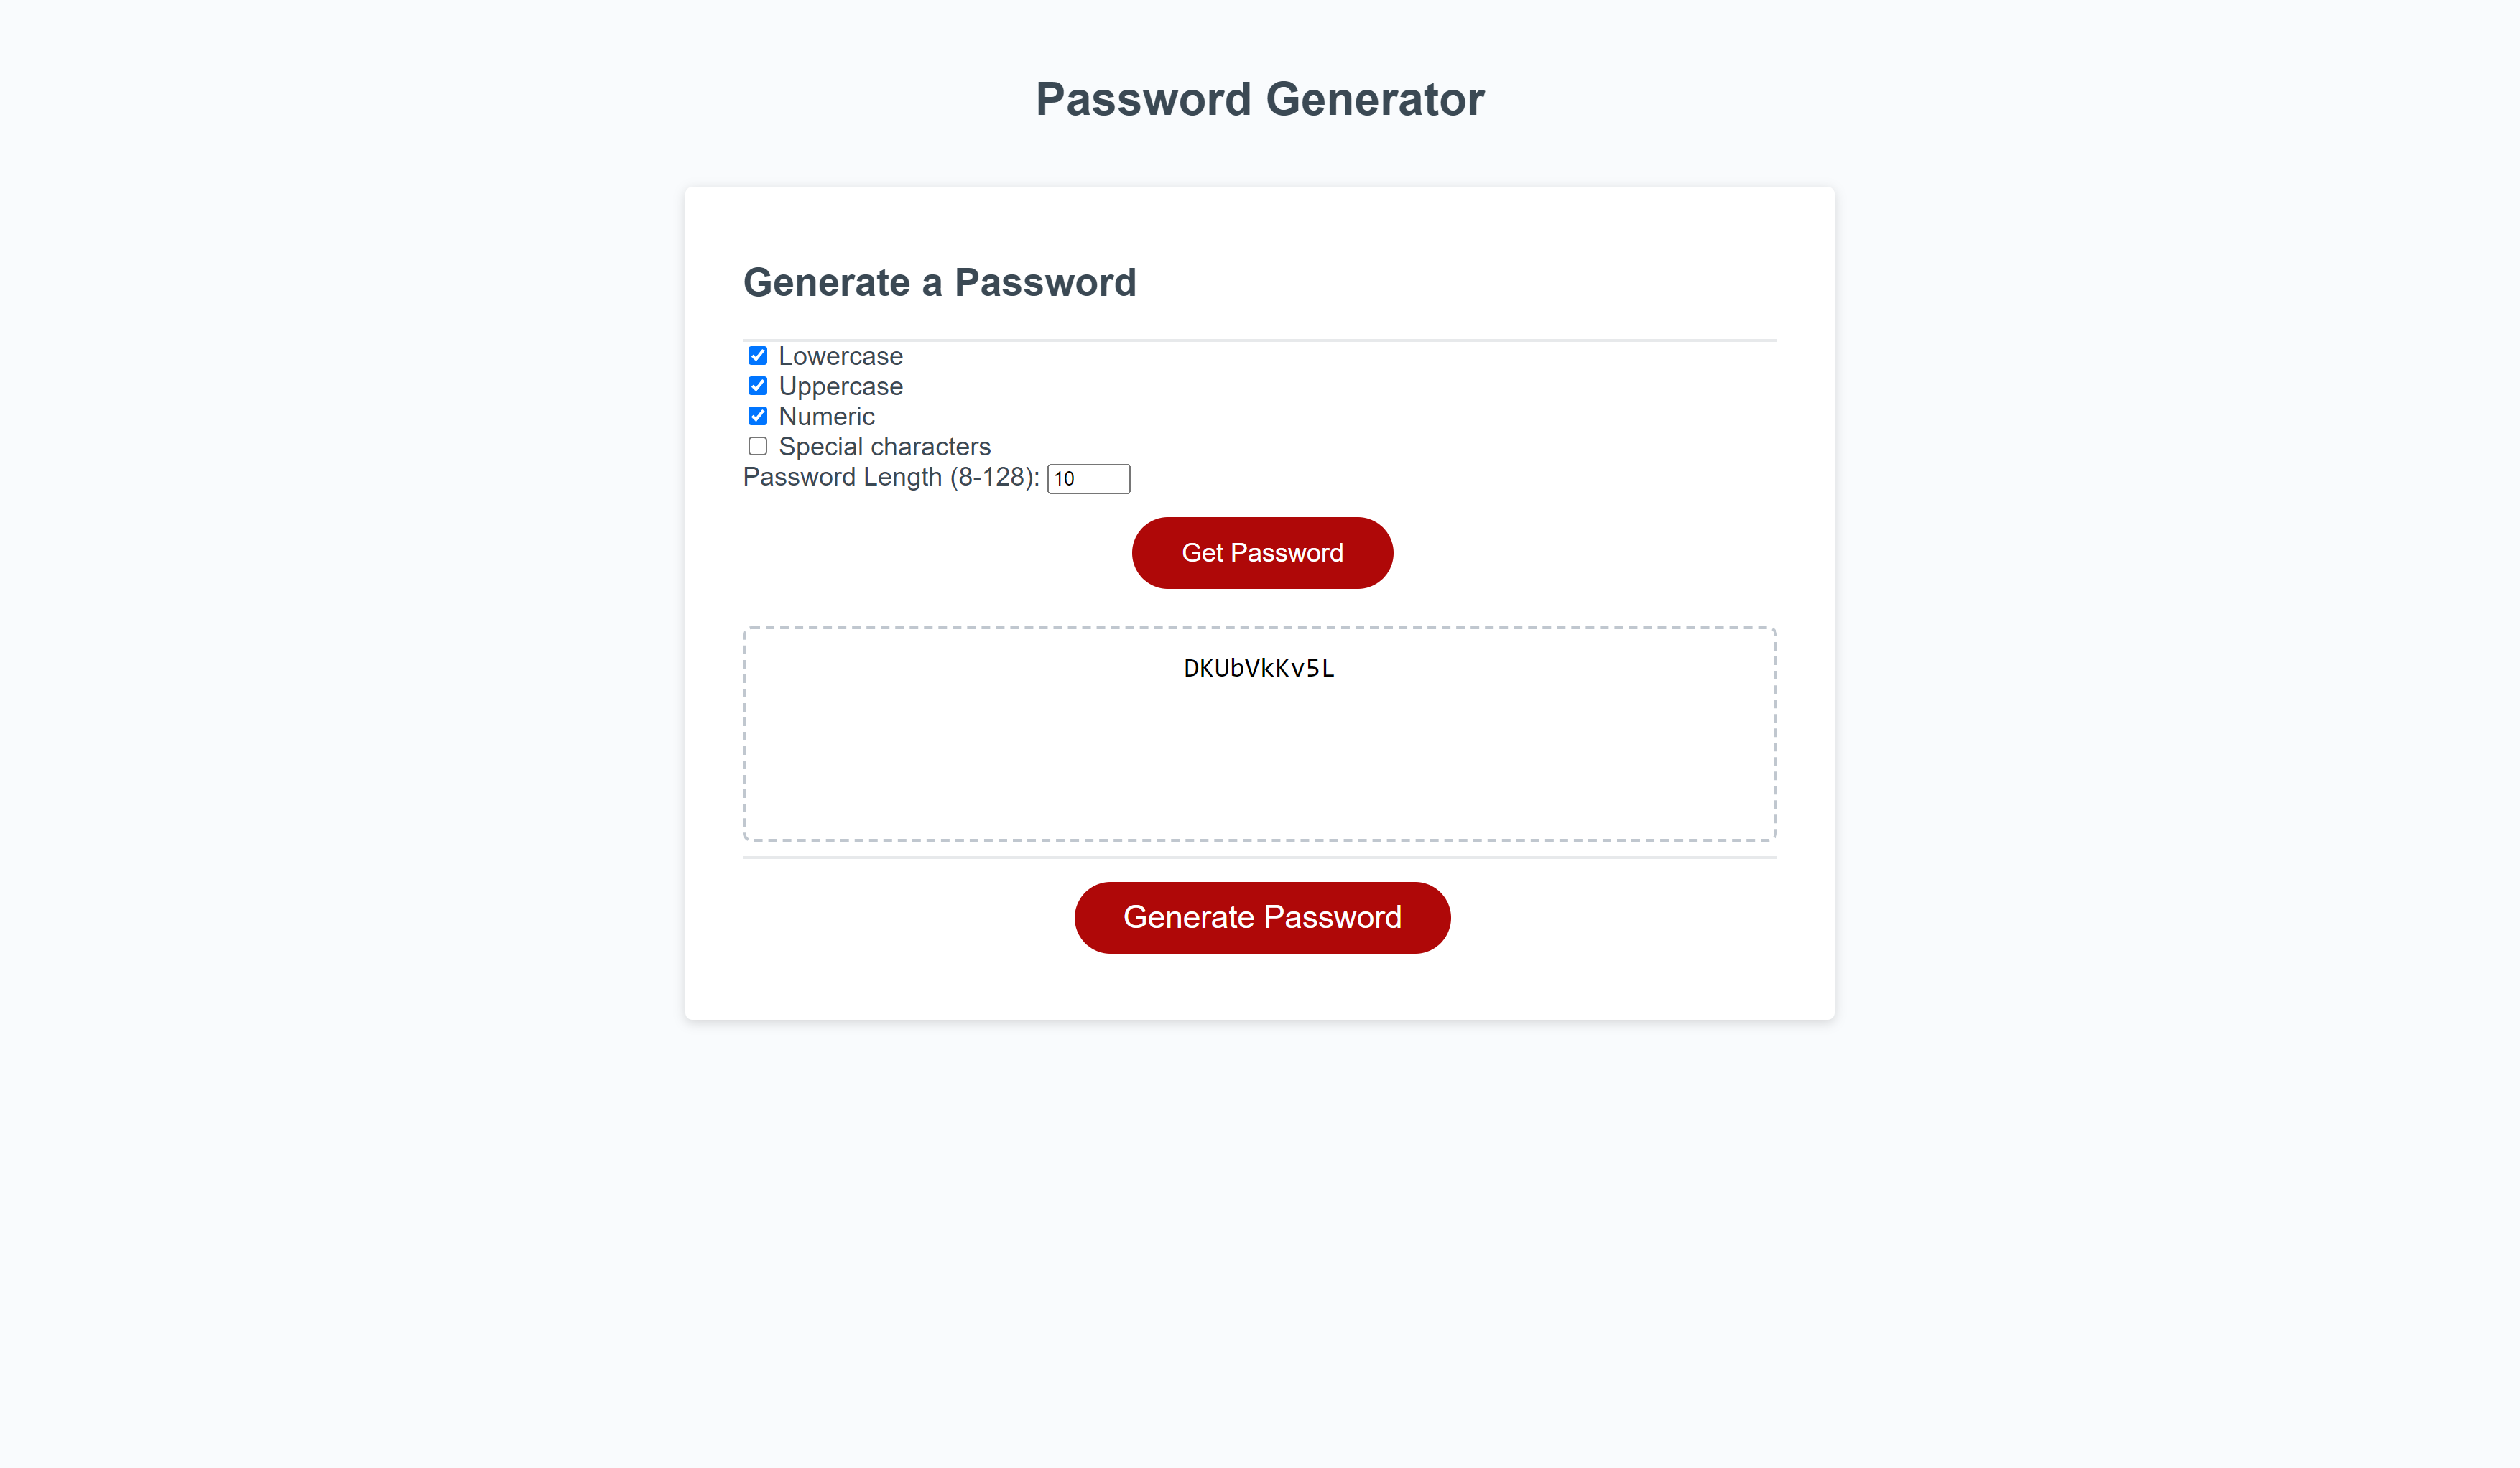 Password Generator
Generate a Password
Lowercase
Uppercase
Numeric
Special characters
Password Length (8-128): 10
Get Password
DKUbVkKv5L
Generate Password